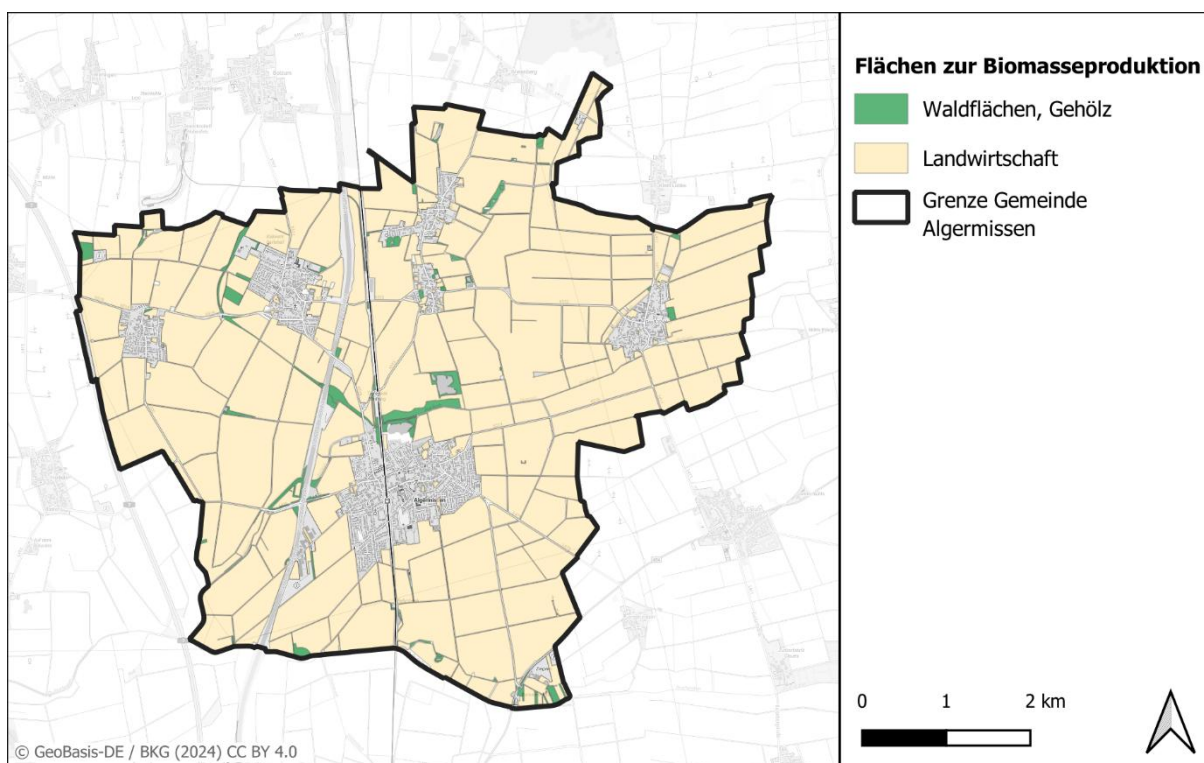 Flächen zur Biomasseproduktion
Waldflächen, Gehölz
Landwirtschaft
Grenze Gemeinde
Algermissen
Algermissen
0 1 2 km
© GeoBasis-DE / BKG (2024) CC BY 4.0